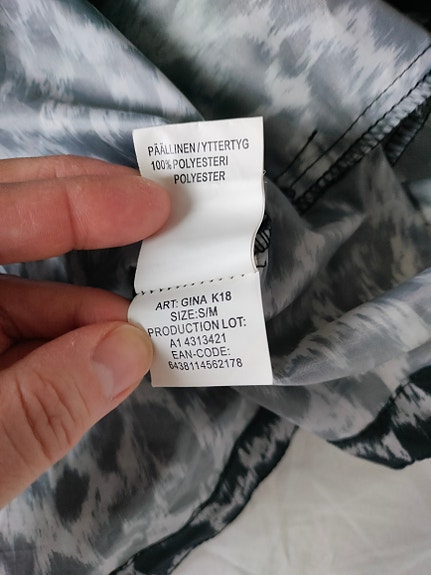 PÄÄLLINEN/YTTERTYG
100% POLYESTERI
POLYESTER
ART: GINA K18
SIZE:S/M
PRODUCTION LOT:
A1 4313421
EAN-CODE:
6438114562178